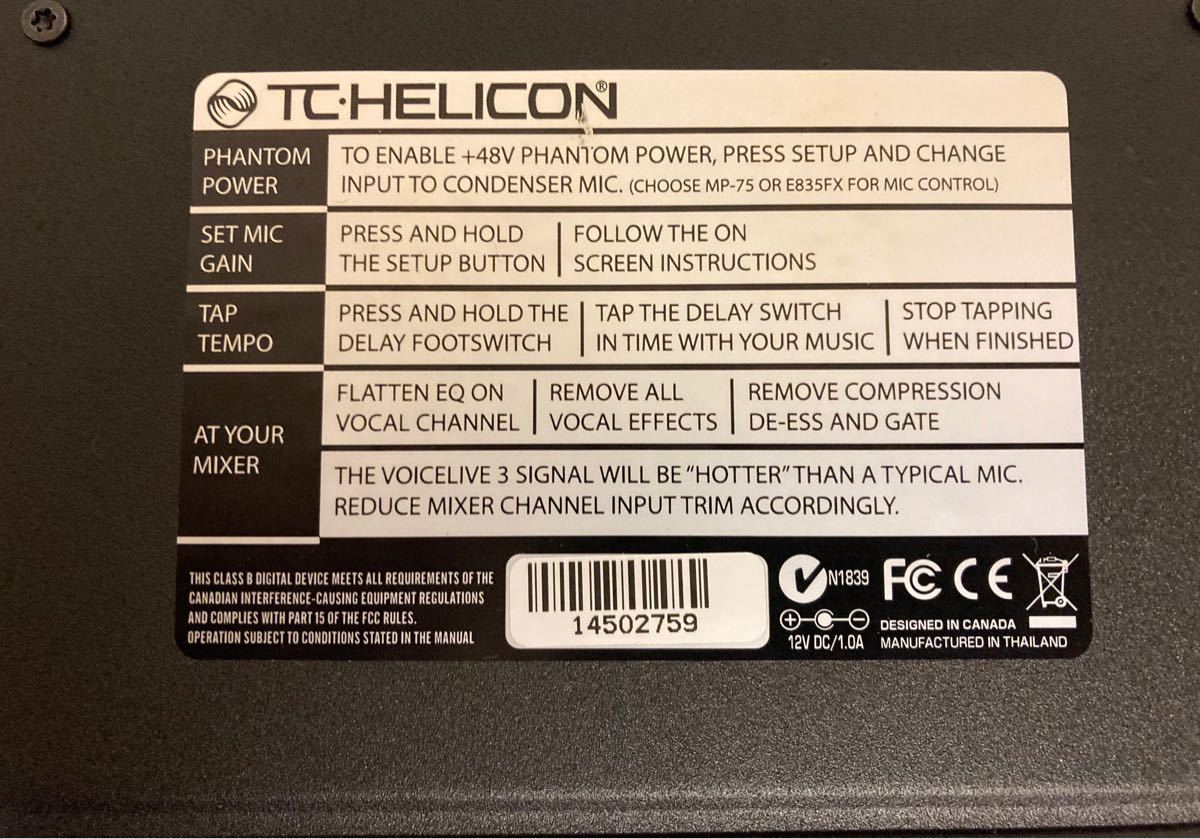 TC·HELICON®
PHANTOM
POWER
TO ENABLE +48V PHANTOM POWER, PRESS SETUP AND CHANGE
INPUT TO CONDENSER MIC. (CHOOSE MP-75 OR E835FX FOR MIC CONTROL)
SET MIC
GAIN
PRESS AND HOLD
THE SETUP BUTTON
FOLLOW THE ON
SCREEN INSTRUCTIONS
TAP
TEMPO
PRESS AND HOLD THE
DELAY FOOTSWITCH
TAP THE DELAY SWITCH
IN TIME WITH YOUR MUSIC
STOP TAPPING
WHEN FINISHED
AT YOUR
MIXER
FLATTEN EQ ON
VOCAL CHANNEL
REMOVE ALL
VOCAL EFFECTS
REMOVE COMPRESSION
DE-ESS AND GATE
THE VOICELIVE 3 SIGNAL WILL BE "HOTTER" THAN A TYPICAL MIC.
REDUCE MIXER CHANNEL INPUT TRIM ACCORDINGLY.
THIS CLASS B DIGITAL DEVICE MEETS ALL REQUIREMENTS OF THE
CANADIAN INTERFERENCE-CAUSING EQUIPMENT REGULATIONS
AND COMPLIES WITH PART 15 OF THE FCC RULES.
OPERATION SUBJECT TO CONDITIONS STATED IN THE MANUAL
14502759
N1839
FC CE
12V DC/1.0A
DESIGNED IN CANADA
MANUFACTURED IN THAILAND